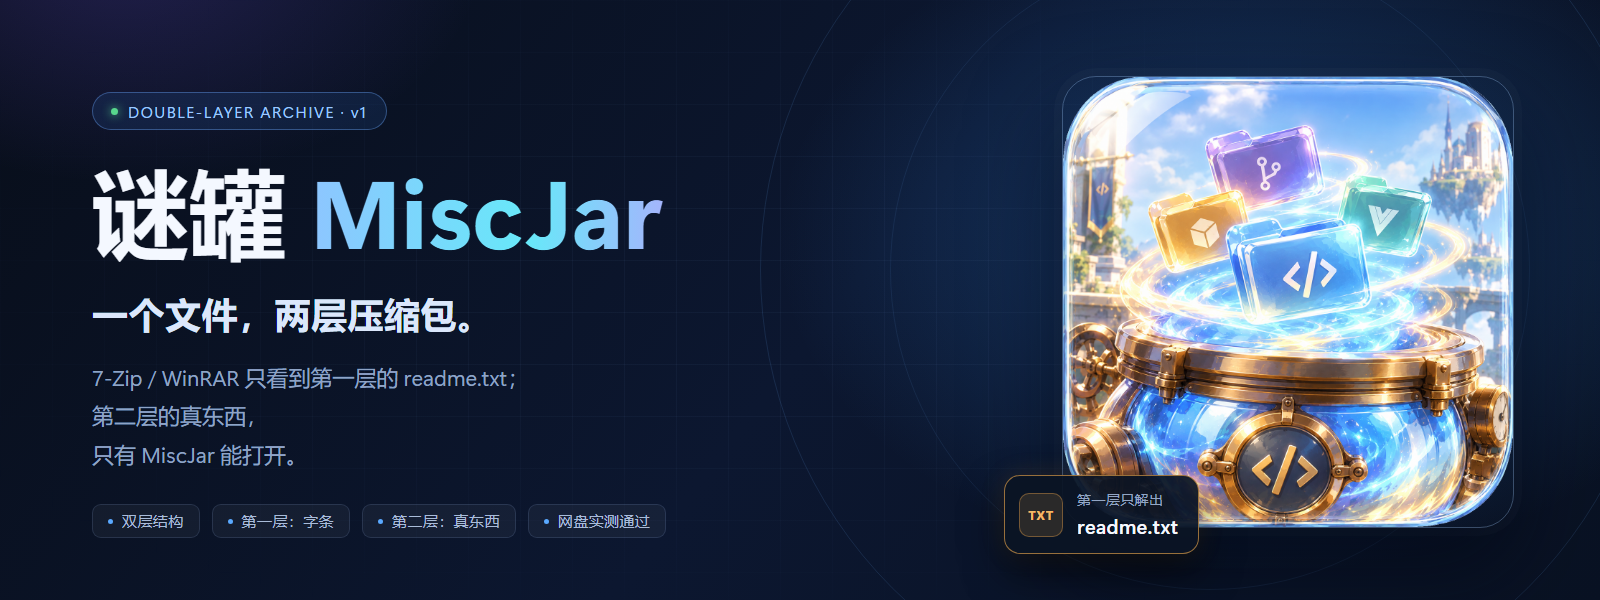 DOUBLE-LAYER ARCHIVE · v1
谜罐 MiscJar
一个文件，两层压缩包。
7-Zip / WinRAR 只看到第一层的 readme.txt；
第二层的真东西，
只有 MiscJar 能打开。
双层结构
第一层：字条
第二层：真东西
网盘实测通过
</>
</>
TXT
第一层只解出
readme.txt